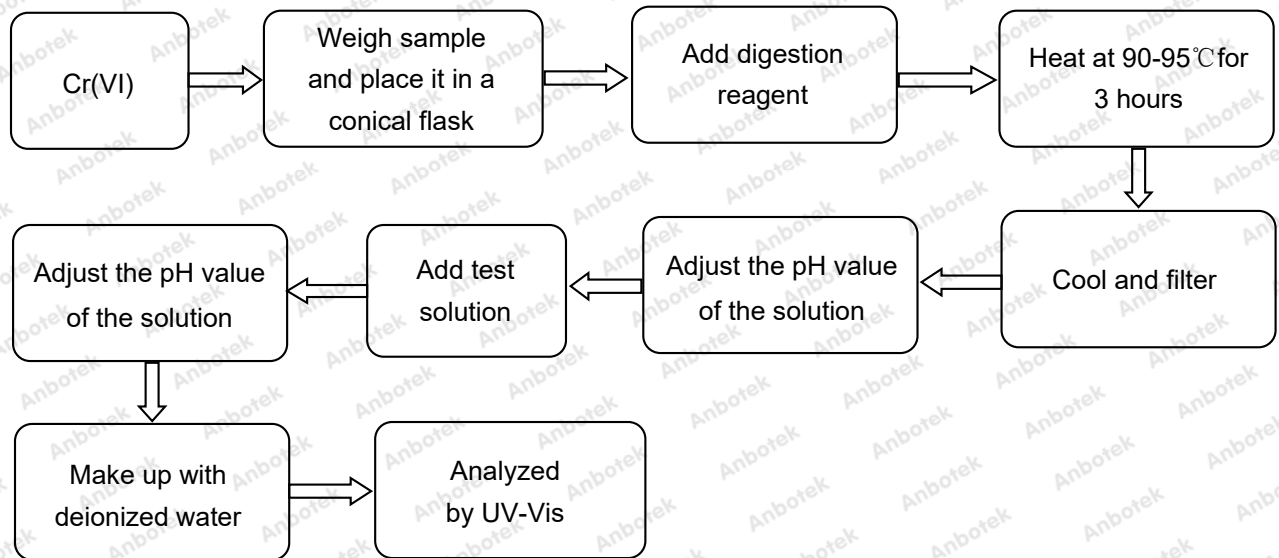 Cr(VI)
Weigh sample
and place it in a
conical flask
Add digestion
reagent
Heat at 90-95℃ for
3 hours
Cool and filter
Adjust the pH value
of the solution
Add test
solution
Adjust the pH value
of the solution
Make up with
deionized water
Analyzed
by UV-Vis
Anbotek